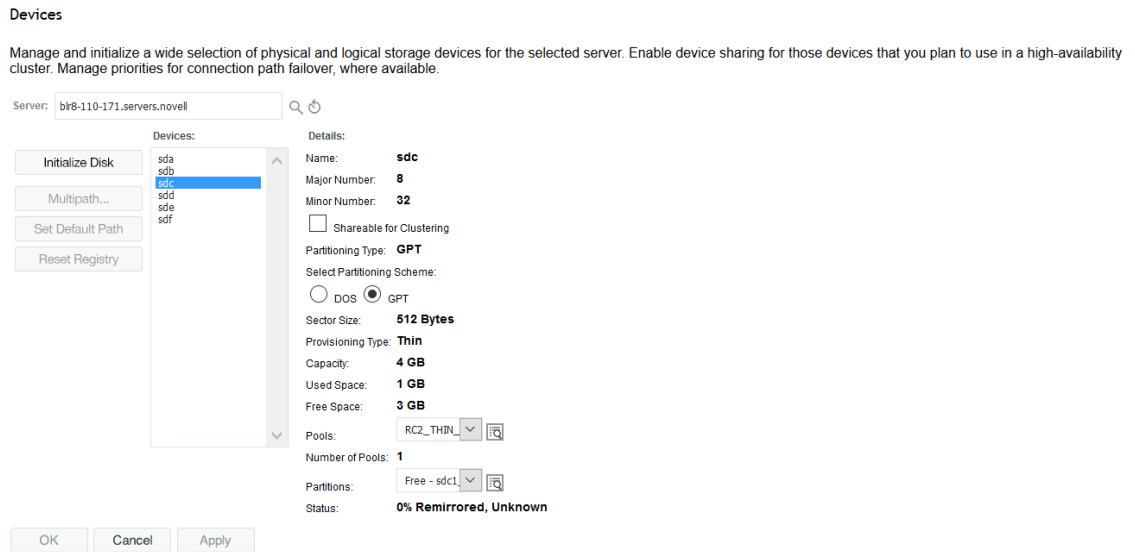 Devices
Manage and initialize a wide selection of physical and logical storage devices for the selected server. Enable device sharing for those devices that you plan to use in a high-availability
cluster. Manage priorities for connection path failover, where available.
Server: blr8-110-171.servers.novell
Devices:
Initialize Disk
Multipath...
Set Default Path
Reset Registry
sda
sdb
sdc
sdd
sde
sdf
Details:
Name: sdc
Major Number: 8
Minor Number: 32
Shareable for Clustering
Partitioning Type: GPT
Select Partitioning Scheme:
DOS GPT
Sector Size: 512 Bytes
Provisioning Type: Thin
Capacity: 4 GB
Used Space: 1 GB
Free Space: 3 GB
Pools: RC2_THIN_
Number of Pools: 1
Partitions: Free - sdc1_
Status: 0% Remirrored, Unknown
OK Cancel Apply